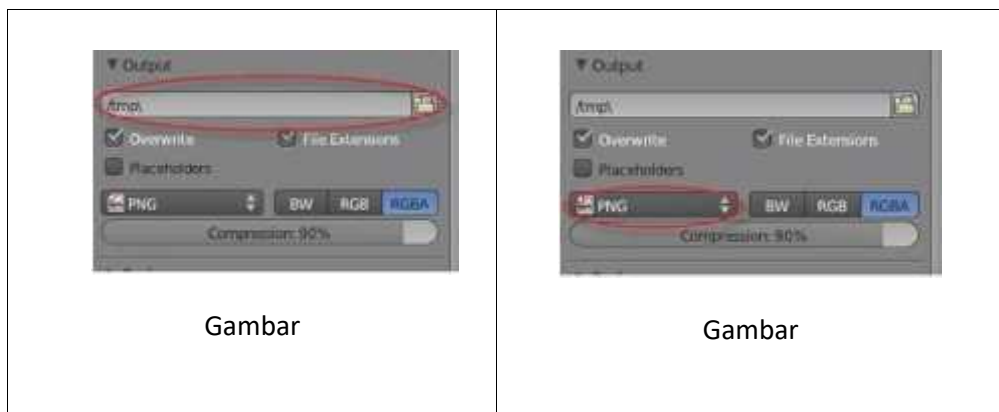 ▼ Output
/tmp\
Overwrite File Extensions
Placeholders
PNG BW RGB RGBA
Compression: 90%
Gambar
▼ Output
/tmp\
Overwrite File Extensions
Placeholders
PNG BW RGB RGBA
Compression: 90%
Gambar